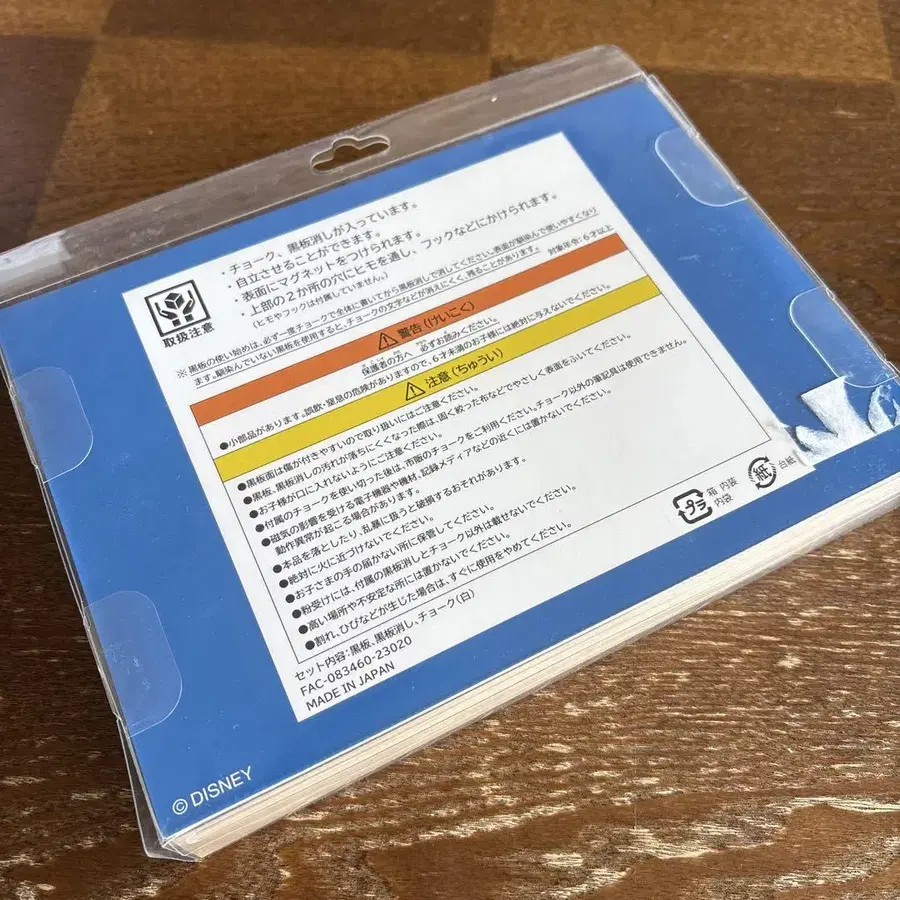 ・チョーク、黒板消しが入っています。
・自立させることができます。
・表面にマグネットをつけられます。
・上部の２か所の穴にヒモを通し、フックなどにかけられます。
(ヒモやフックは付属していません。)
取扱注意
※黒板の使い始めは、必ず一度チョークで全体に書いてから黒板消しで消してください。表面が馴染んで使いやすくなり
ます。馴染んでいない黒板を使用すると、チョークの文字などが消えにくく、残ることがあります。
対象年令:6才以上
警告(けいこく)
保護者の方へ 必ずお読みください。
●小部品があります。誤飲・窒息の危険がありますので、6才未満のお子様には絶対に与えないでください。
注意(ちゅうい)
●黒板面は傷が付きやすいので取り扱いにはご注意ください。
●黒板、黒板消しの汚れが落ちにくくなった際は、固く絞った布などでやさしく表面をふいてください。
●お子様が口に入れないようにご注意ください。
●付属のチョークを使い切った後は、市販のチョークをご利用ください。チョーク以外の筆記具は使用できません。
●磁気の影響を受ける電子機器や機材、記録メディアなどの近くには置かないでください。
動作異常が起こる場合があります。
●本品を落としたり、乱暴に扱うと破損するおそれがあります。
●絶対に火に近づけないでください。
●お子さまの手の届かない所に保管してください。
●粉受けには、付属の黒板消しとチョーク以外は載せないでください。
●高い場所や不安定な所には置かないでください。
●割れ、ひびなどが生じた場合は、すぐに使用をやめてください。
セット内容:黒板、黒板消し、チョーク(白)
FAC-083460-23020
MADE IN JAPAN
プラ
箱 内装
内袋
紙
台紙
©DISNEY